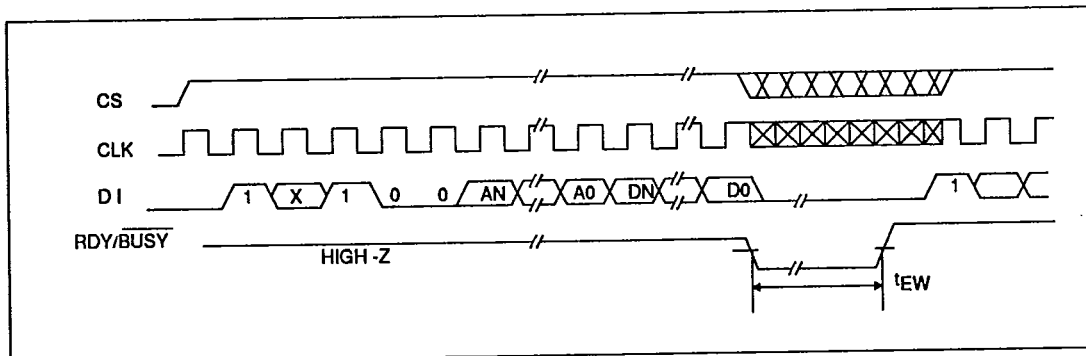 CS
CLK
DI 1 X 1 0 0 AN A0 DN D0 1
RDY/BUSY
HIGH -Z
tEW